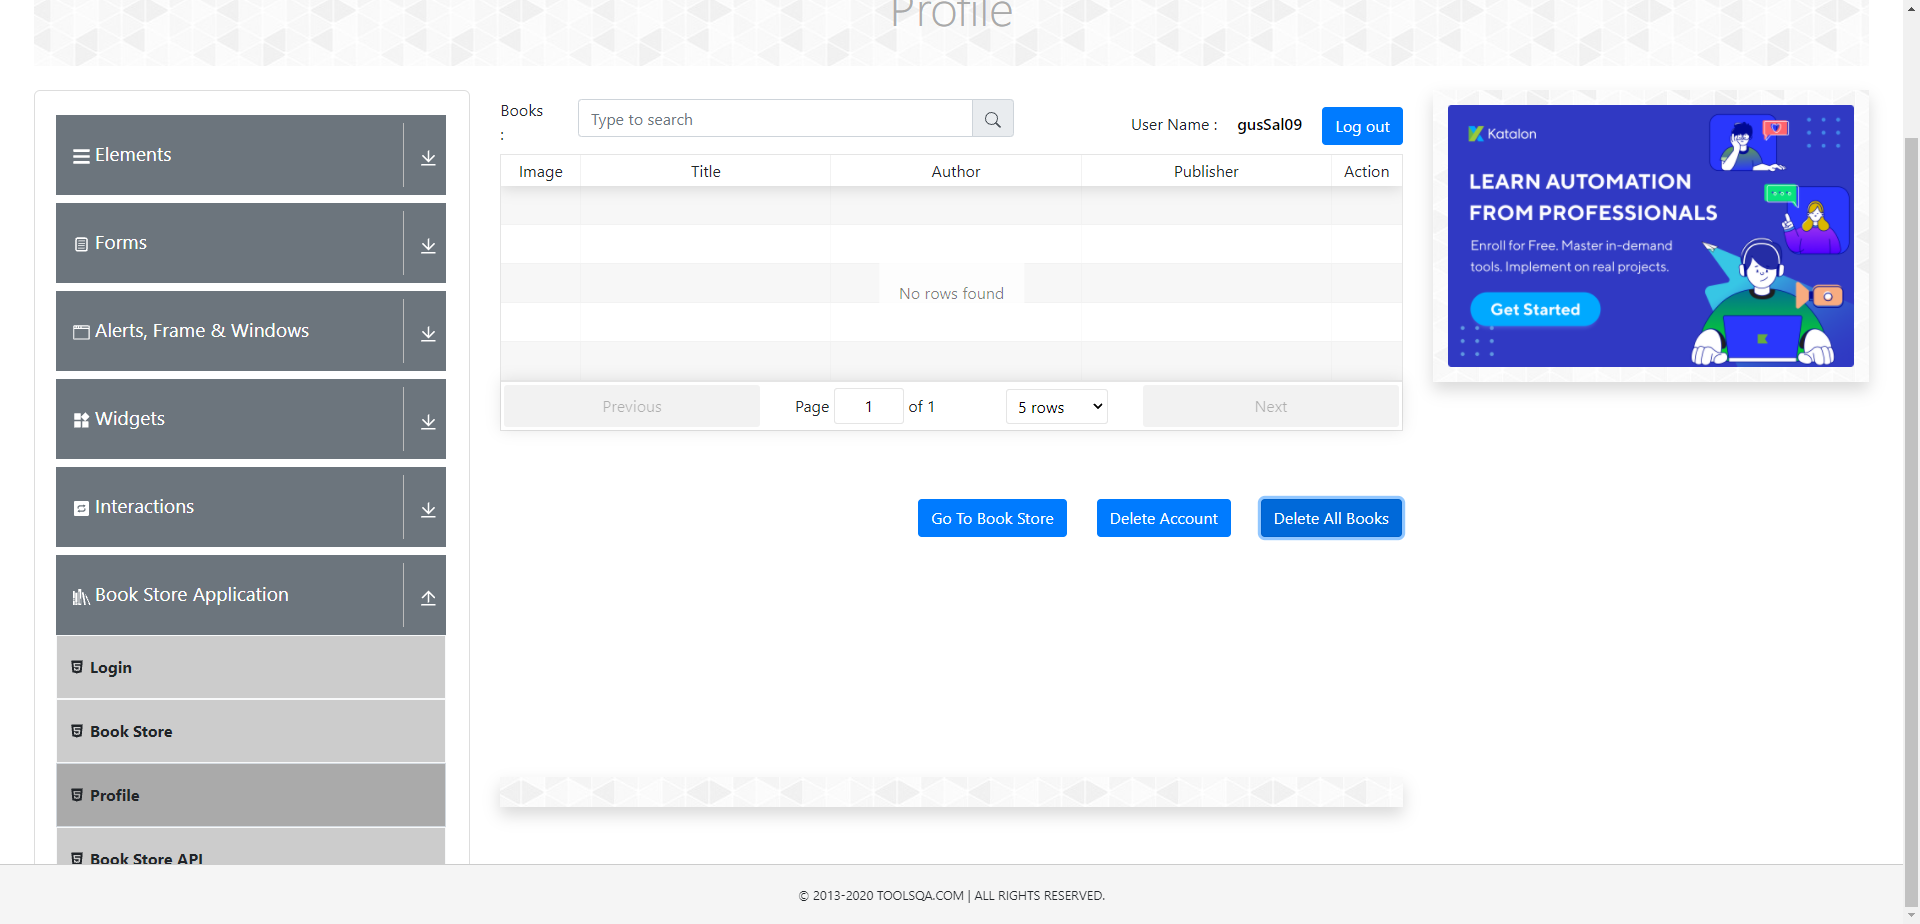 Profile
Elements
Forms
Alerts, Frame & Windows
Widgets
Interactions
Book Store Application
Login
Book Store
Profile
Book Store API
Books
:
Type to search
User Name :
gusSal09
Log out
Image
Title
Author
Publisher
Action
No rows found
Previous
Page
1
of 1
5 rows
Next
Go To Book Store
Delete Account
Delete All Books
Katalon
LEARN AUTOMATION
FROM PROFESSIONALS
Enroll for Free. Master in-demand
tools. Implement on real projects.
Get Started
© 2013-2020 TOOLSQA.COM | ALL RIGHTS RESERVED.